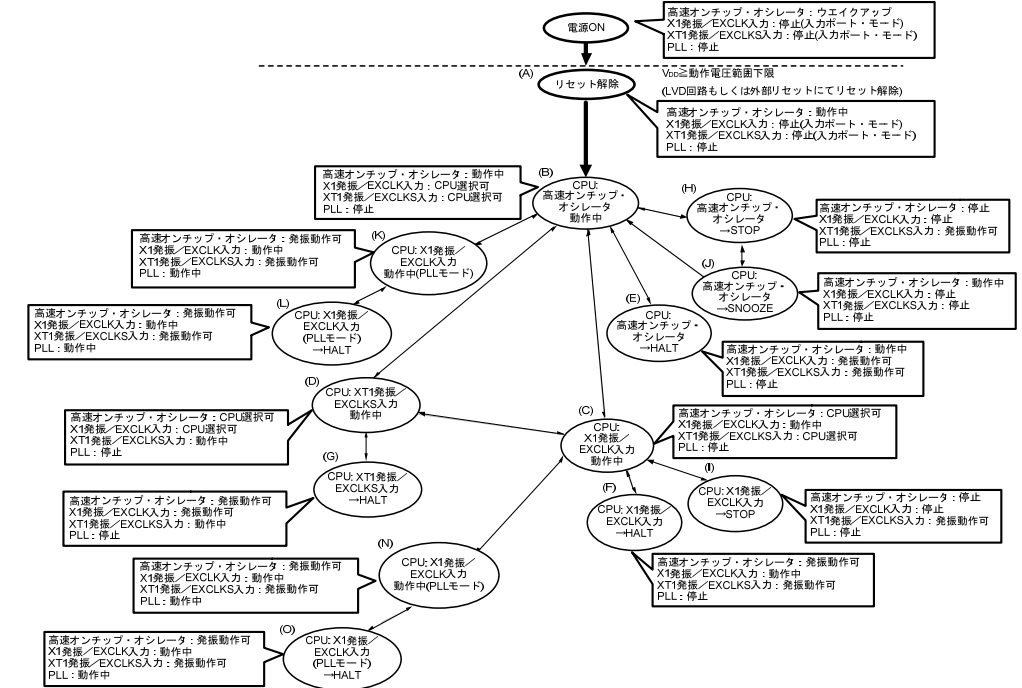 電源ON
高速オンチップ・オシレータ：ウエイクアップ
X1発振／EXCLK入力：停止(入力ポート・モード)
XT1発振／EXCLKS入力：停止(入力ポート・モード)
PLL：停止
(A)
リセット解除
VDD≧動作電圧範囲下限
(LVD回路もしくは外部リセットにてリセット解除)
高速オンチップ・オシレータ：動作中
X1発振／EXCLK入力：停止(入力ポート・モード)
XT1発振／EXCLKS入力：停止(入力ポート・モード)
PLL：停止
高速オンチップ・オシレータ：動作中
X1発振／EXCLK入力：CPU選択可
XT1発振／EXCLKS入力：CPU選択可
PLL：停止
(B)
CPU:
高速オンチップ・
オシレータ
動作中
(H)
CPU:
高速オンチップ・
オシレータ
→STOP
高速オンチップ・オシレータ：停止
X1発振／EXCLK入力：停止
XT1発振／EXCLKS入力：発振動作可
PLL：停止
高速オンチップ・オシレータ：発振動作可
X1発振／EXCLK入力：動作中
XT1発振／EXCLKS入力：発振動作可
PLL：動作中
(K)
CPU: X1発振／
EXCLK入力
動作中(PLLモード)
(J)
CPU:
高速オンチップ・
オシレータ
→SNOOZE
高速オンチップ・オシレータ：動作中
X1発振／EXCLK入力：停止
XT1発振／EXCLKS入力：停止
PLL：停止
高速オンチップ・オシレータ：発振動作可
X1発振／EXCLK入力：動作中
XT1発振／EXCLKS入力：発振動作可
PLL：動作中
(L)
CPU: X1発振／
EXCLK入力
(PLLモード)
→HALT
(E)
CPU:
高速オンチップ・
オシレータ
→HALT
高速オンチップ・オシレータ：動作中
X1発振／EXCLK入力：発振動作可
XT1発振／EXCLKS入力：発振動作可
PLL：停止
(D)
CPU: XT1発振／
EXCLKS入力
動作中
高速オンチップ・オシレータ：CPU選択可
X1発振／EXCLK入力：CPU選択可
XT1発振／EXCLKS入力：動作中
PLL：停止
(C)
CPU:
X1発振／
EXCLK入力
動作中
高速オンチップ・オシレータ：CPU選択可
X1発振／EXCLK入力：動作中
XT1発振／EXCLKS入力：CPU選択可
PLL：停止
(G)
CPU: XT1発振／
EXCLKS入力
→HALT
高速オンチップ・オシレータ：発振動作可
X1発振／EXCLK入力：発振動作可
XT1発振／EXCLKS入力：動作中
PLL：停止
(F)
CPU: X1発振／
EXCLK入力
→HALT
(I)
CPU: X1発振／
EXCLK入力
→STOP
高速オンチップ・オシレータ：停止
X1発振／EXCLK入力：停止
XT1発振／EXCLKS入力：発振動作可
PLL：停止
高速オンチップ・オシレータ：発振動作可
X1発振／EXCLK入力：動作中
XT1発振／EXCLKS入力：発振動作可
PLL：停止
(N)
CPU: X1発振／
EXCLK入力
動作中(PLLモード)
高速オンチップ・オシレータ：発振動作可
X1発振／EXCLK入力：動作中
XT1発振／EXCLKS入力：発振動作可
PLL：動作中
(O)
CPU: X1発振／
EXCLK入力
(PLLモード)
→HALT
高速オンチップ・オシレータ：発振動作可
X1発振／EXCLK入力：動作中
XT1発振／EXCLKS入力：発振動作可
PLL：動作中